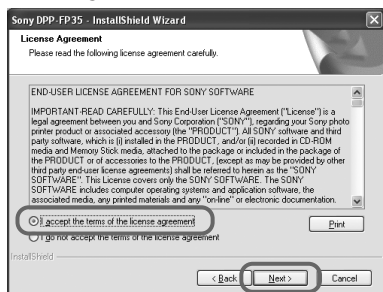 Sony DPP-FP35 - InstallShield Wizard
License Agreement
Please read the following license agreement carefully.
END-USER LICENSE AGREEMENT FOR SONY SOFTWARE
IMPORTANT-READ CAREFULLY: This End-User License Agreement ("License") is a
legal agreement between you and Sony Corporation ("SONY"), regarding your Sony photo
printer product or associated accessory (the "PRODUCT"). All SONY software and third
party software, which is (i) installed in the PRODUCT, and/or (ii) recorded in CD-ROM
media and Memory Stick media, attached to the package or included in the package of
the PRODUCT or of accessories to the PRODUCT, (except as may be provided by other
third party end-user license agreements) shall be referred to herein as the "SONY
SOFTWARE". This License covers only the SONY SOFTWARE. The SONY
SOFTWARE includes computer operating systems and application software, the
associated media, any printed materials and any "on-line" or electronic documentation.
I accept the terms of the license agreement
Print
I do not accept the terms of the license agreement
InstallShield
< Back
Next >
Cancel